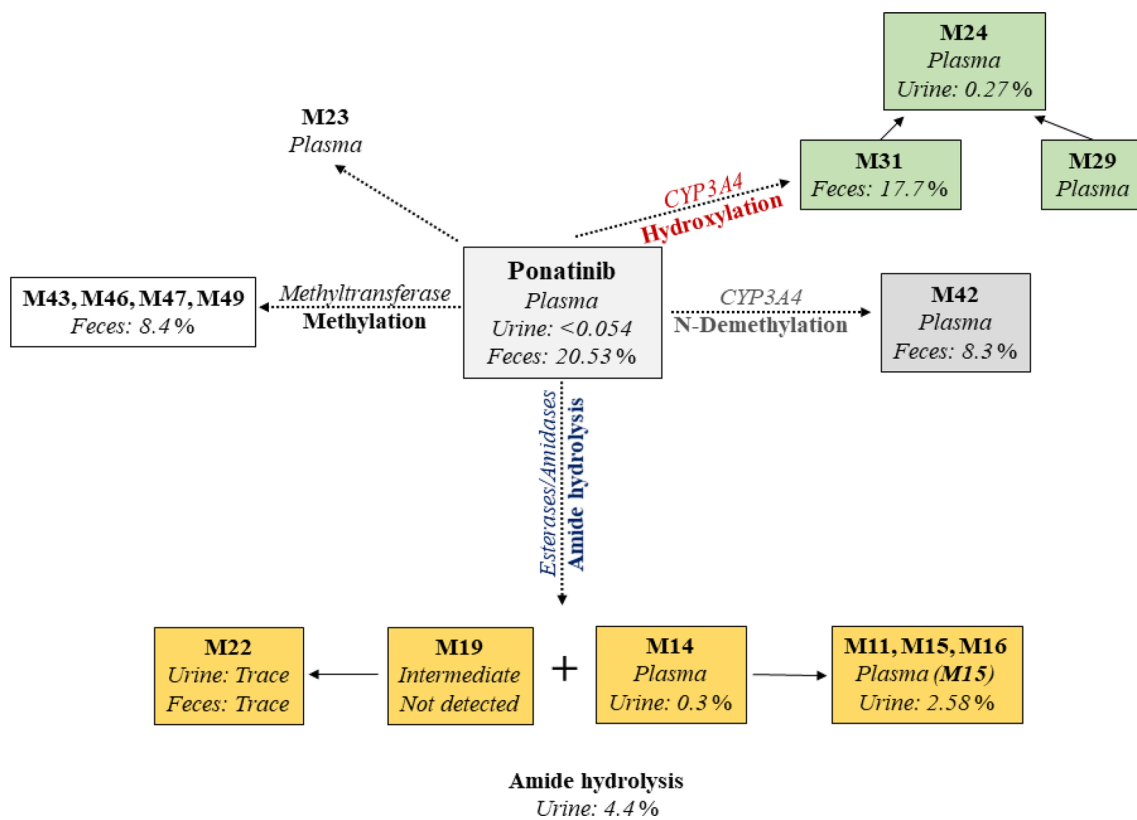 M24
Plasma
Urine: 0.27%
M23
Plasma
M31
Feces: 17.7%
M29
Plasma
CYP3A4
Hydroxylation
Ponatinib
Plasma
Urine: <0.054
Feces: 20.53%
M43, M46, M47, M49
Feces: 8.4%
Methyltransferase
Methylation
CYP3A4
N-Demethylation
M42
Plasma
Feces: 8.3%
Esterases/Amidases
Amide hydrolysis
M22
Urine: Trace
Feces: Trace
M19
Intermediate
Not detected
+
M14
Plasma
Urine: 0.3%
M11, M15, M16
Plasma (M15)
Urine: 2.58%
Amide hydrolysis
Urine: 4.4%